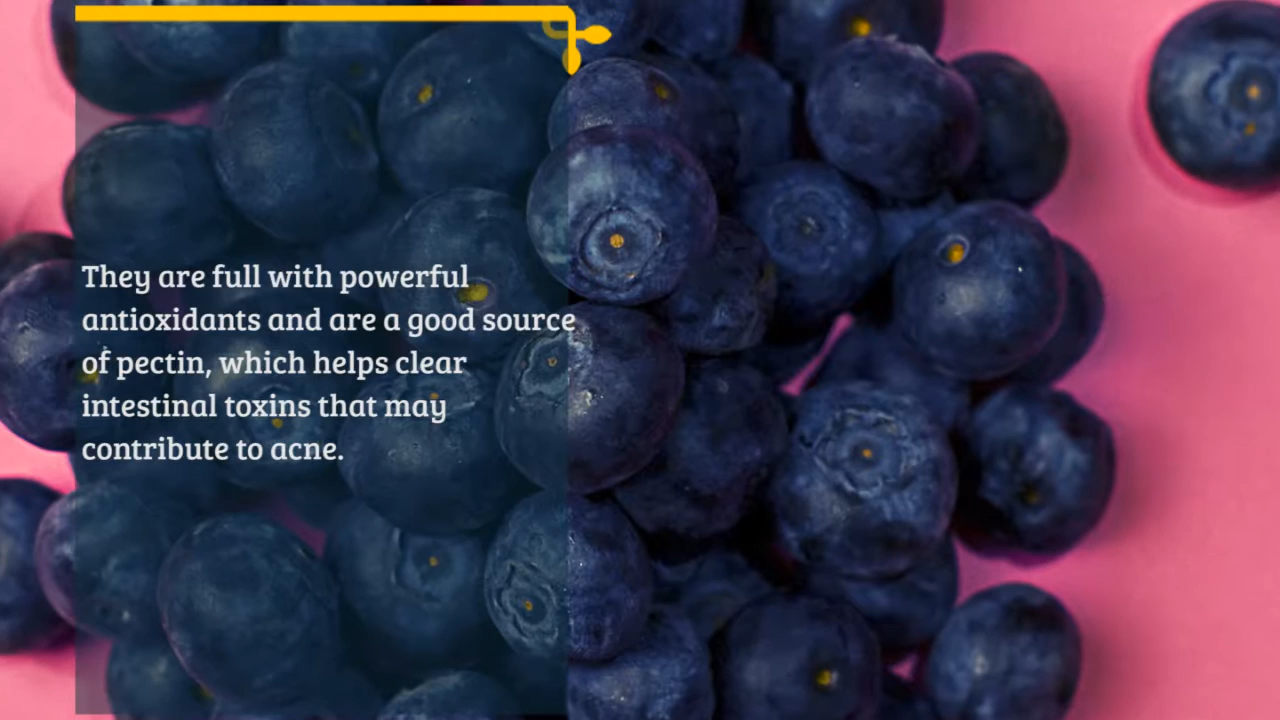 They are full with powerful
antioxidants and are a good source
of pectin, which helps clear
intestinal toxins that may
contribute to acne.